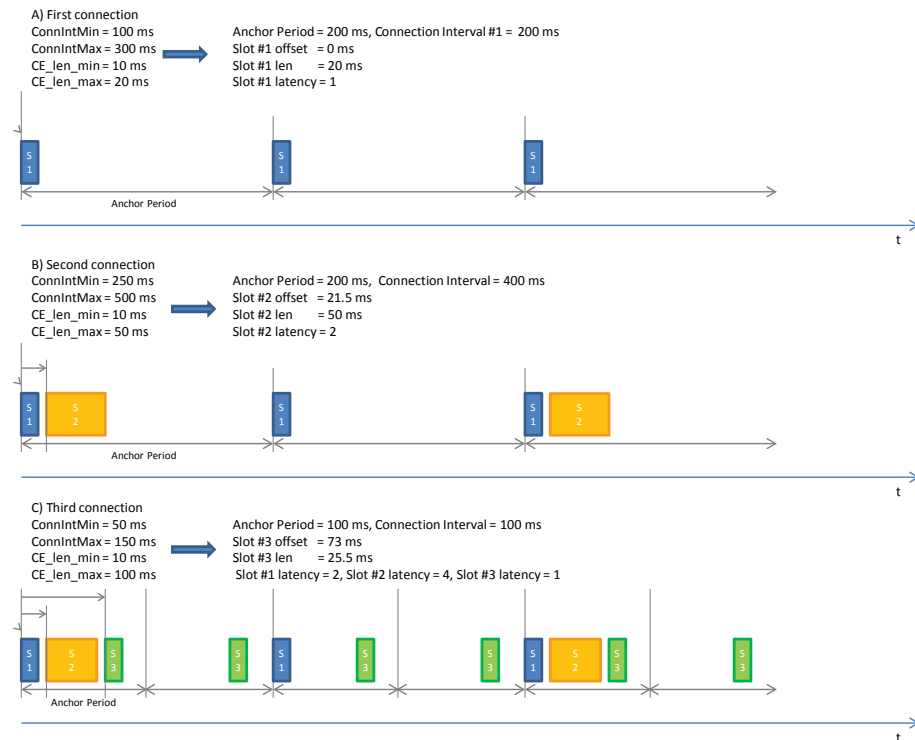 A) First connection
ConnIntMin = 100 ms
ConnIntMax = 300 ms
CE_len_min = 10 ms
CE_len_max = 20 ms
Anchor Period = 200 ms, Connection Interval #1 = 200 ms
Slot #1 offset = 0 ms
Slot #1 len = 20 ms
Slot #1 latency = 1
S
1
S
1
S
1
Anchor Period
t
B) Second connection
ConnIntMin = 250 ms
ConnIntMax = 500 ms
CE_len_min = 10 ms
CE_len_max = 50 ms
Anchor Period = 200 ms, Connection Interval = 400 ms
Slot #2 offset = 21.5 ms
Slot #2 len = 50 ms
Slot #2 latency = 2
S
1
S
2
S
1
S
1
S
2
Anchor Period
t
C) Third connection
ConnIntMin = 50 ms
ConnIntMax = 150 ms
CE_len_min = 10 ms
CE_len_max = 100 ms
Anchor Period = 100 ms, Connection Interval = 100 ms
Slot #3 offset = 73 ms
Slot #3 len = 25.5 ms
Slot #1 latency = 2, Slot #2 latency = 4, Slot #3 latency = 1
S
1
S
2
S
3
S
3
S
1
S
3
S
3
S
1
S
2
S
3
S
3
Anchor Period
t